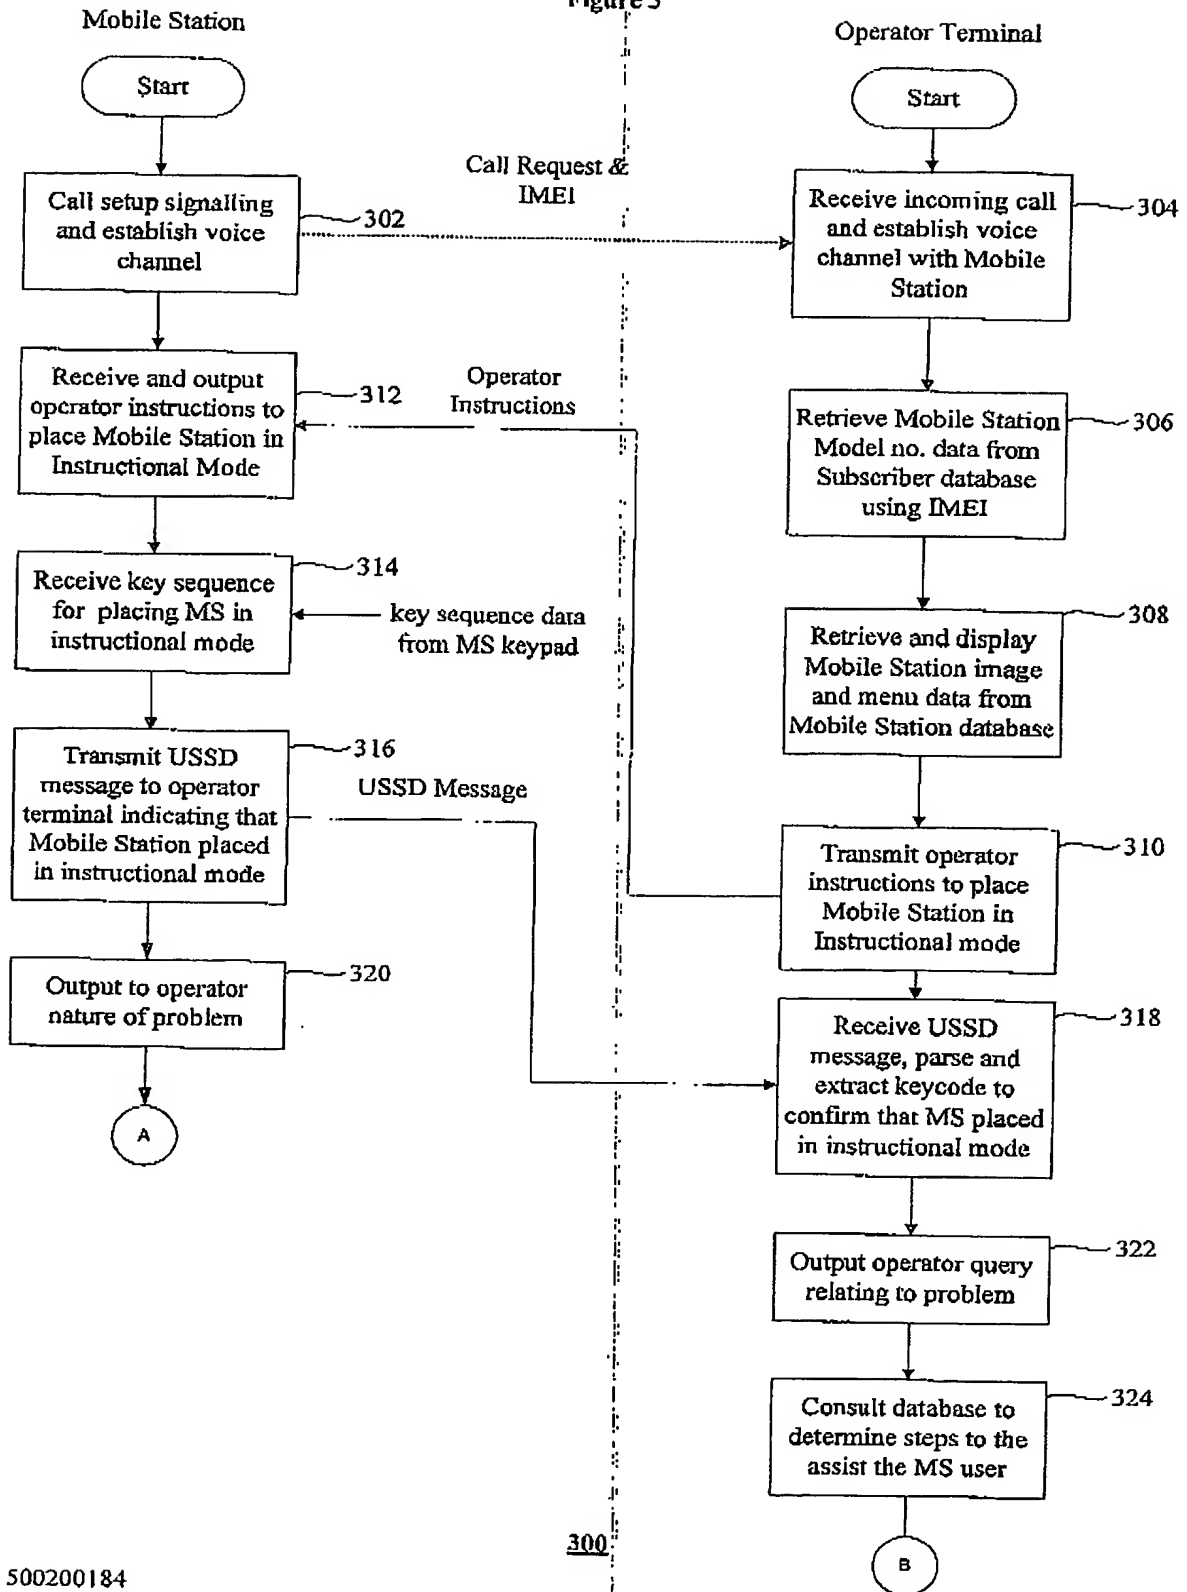 Figure 3
Mobile Station
Operator Terminal
Start
Start
Call Request &
IMEI
Call setup signalling
and establish voice
channel
302
Receive incoming call
and establish voice
channel with Mobile
Station
304
Receive and output
operator instructions to
place Mobile Station in
Instructional Mode
312
Operator
Instructions
Retrieve Mobile Station
Model no. data from
Subscriber database
using IMEI
306
Receive key sequence
for placing MS in
instructional mode
314
key sequence data
from MS keypad
Retrieve and display
Mobile Station image
and menu data from
Mobile Station database
308
Transmit USSD
message to operator
terminal indicating that
Mobile Station placed
in instructional mode
316
USSD Message
Transmit operator
instructions to place
Mobile Station in
Instructional mode
310
Output to operator
nature of problem
320
Receive USSD
message, parse and
extract keycode to
confirm that MS placed
in instructional mode
318
A
Output operator query
relating to problem
322
Consult database to
determine steps to the
assist the MS user
324
300
B
500200184